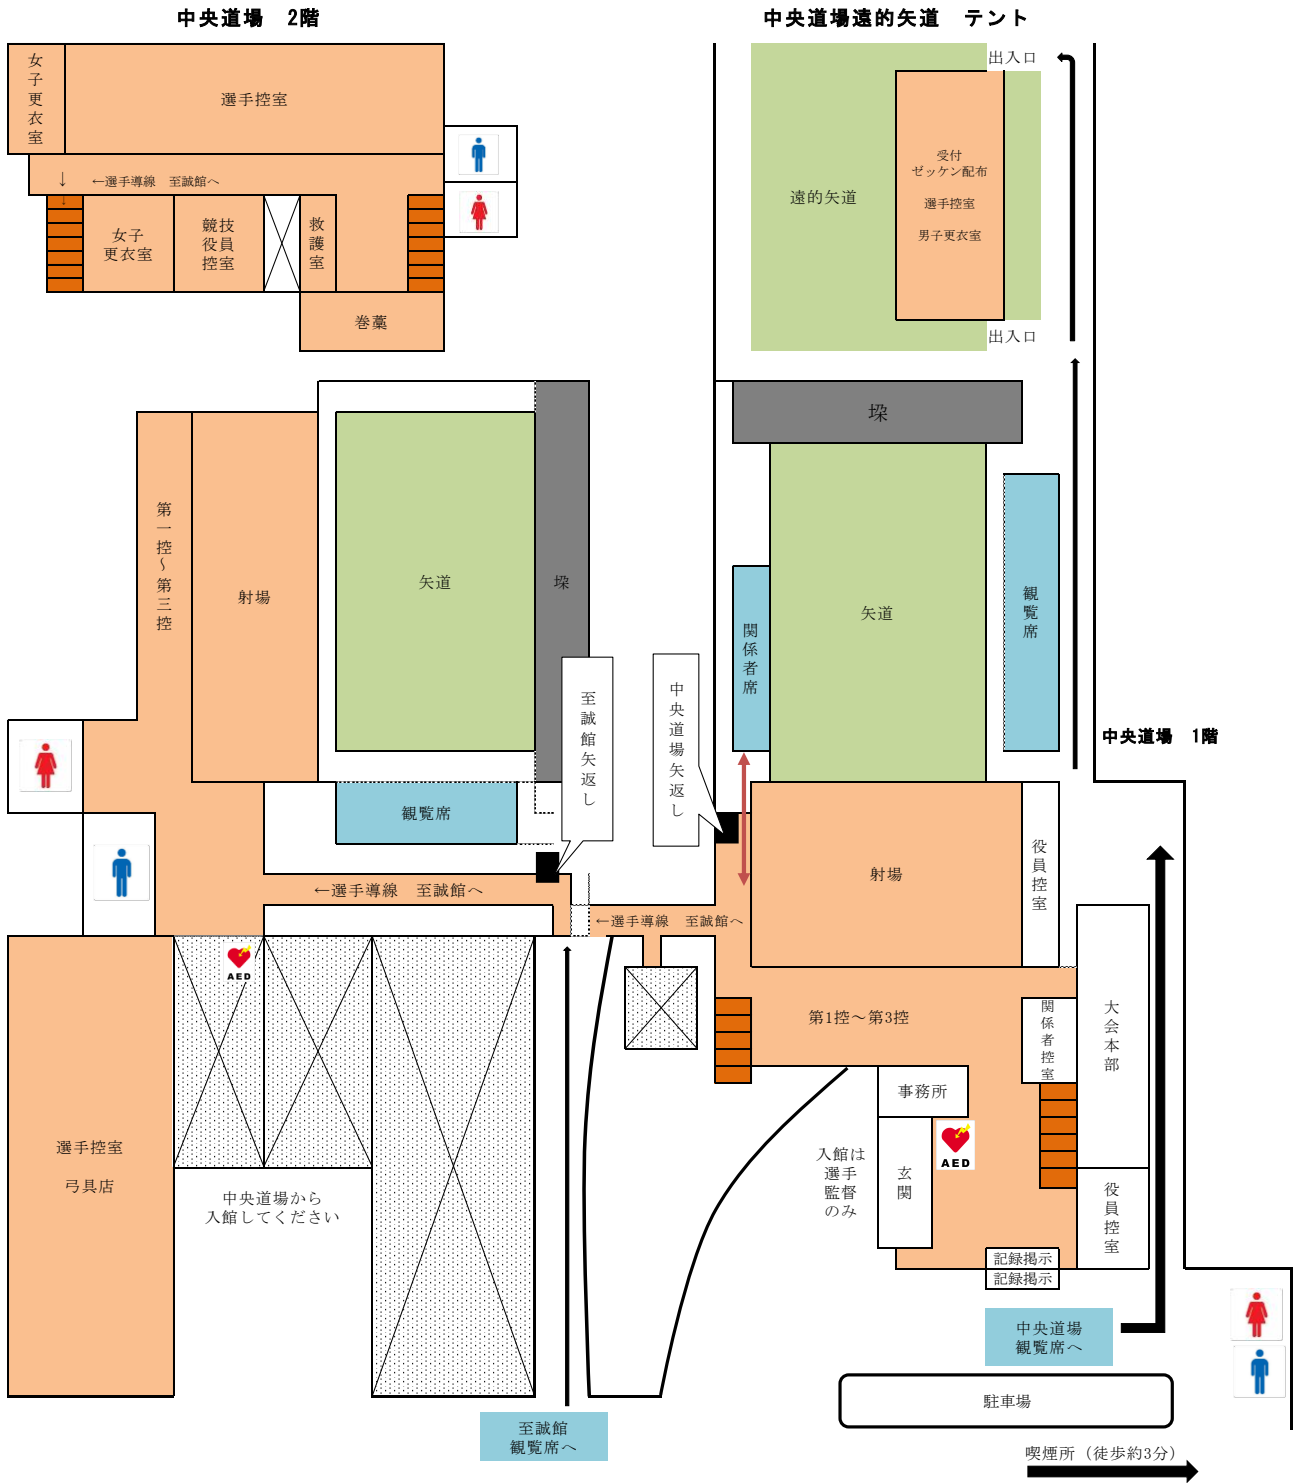 中央道場　2階
中央道場遠的矢道　テント
女子更衣室
選手控室
↓
←選手導線　至誠館へ
↓
女子
更衣室
競技
役員
控室
救護室
巻藁
出入口
遠的矢道
受付
ゼッケン配布
選手控室
男子更衣室
出入口
第一控～第三控
射場
矢道
垜
至誠館矢返し
観覧席
←選手導線　至誠館へ
垜
関係者席
矢道
観覧席
中央道場矢返し
中央道場　1階
射場
役員控室
←選手導線　至誠館へ
AED
第1控～第3控
関係者控室
大会本部
事務所
AED
入館は
選手
監督
のみ
玄関
役員控室
記録掲示
記録掲示
選手控室
弓具店
中央道場から
入館してください
中央道場
観覧席へ
駐車場
至誠館
観覧席へ
喫煙所（徒歩約3分）